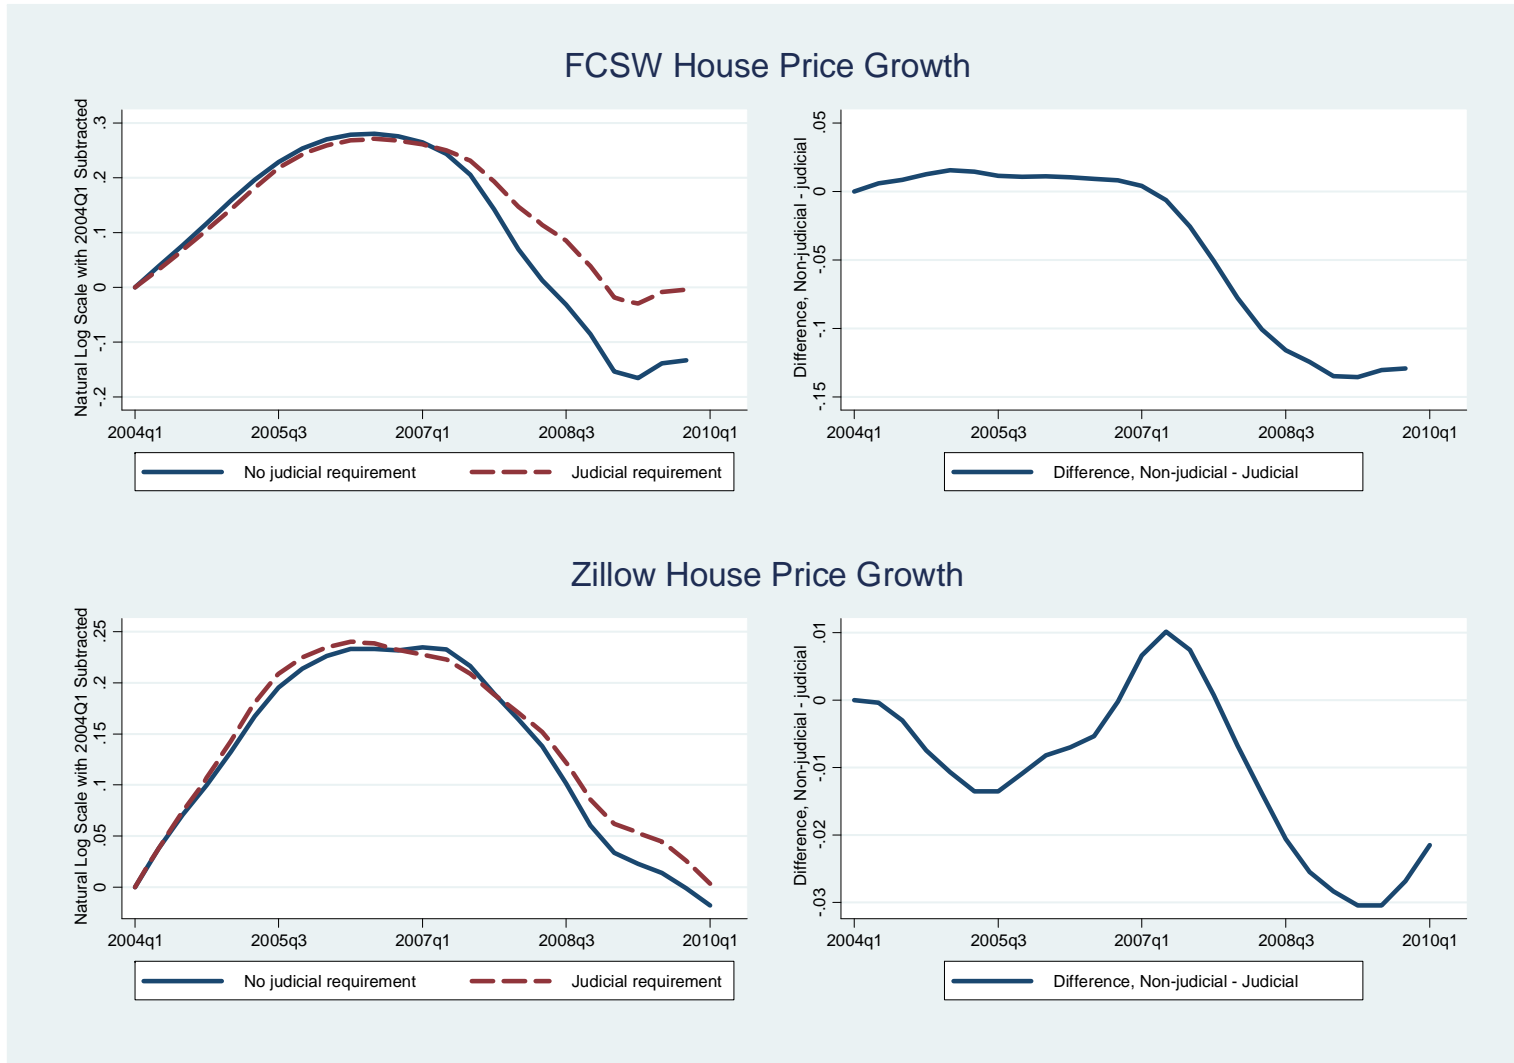 FCSW House Price Growth
Natural Log Scale with 2004Q1 Subtracted
.3
.2
.1
0
-.1
-.2
2004q1 2005q3 2007q1 2008q3 2010q1
No judicial requirement Judicial requirement
Difference, Non-judicial - judicial
.05
0
-.05
-.1
-.15
2004q1 2005q3 2007q1 2008q3 2010q1
Difference, Non-judicial - Judicial
Zillow House Price Growth
Natural Log Scale with 2004Q1 Subtracted
.25
.2
.15
.1
.05
0
2004q1 2005q3 2007q1 2008q3 2010q1
No judicial requirement Judicial requirement
Difference, Non-judicial - judicial
.01
0
-.01
-.02
-.03
2004q1 2005q3 2007q1 2008q3 2010q1
Difference, Non-judicial - Judicial